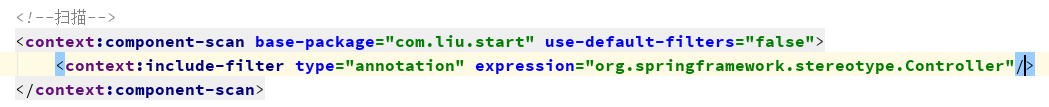 <!--扫描-->
<context:component-scan base-package="com.liu.start" use-default-filters="false">
<context:include-filter type="annotation" expression="org.springframework.stereotype.Controller"/>
</context:component-scan>